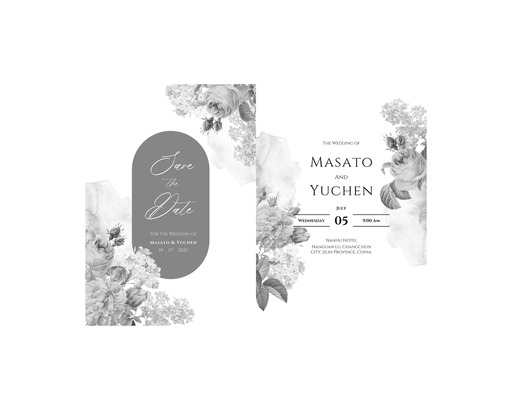 Save
the
Date
FOR THE WEDDING OF
MASATO & YUCHEN
05 . 07 . 2023
THE WEDDING OF
MASATO
AND
YUCHEN
JULY
WEDNESDAY 05 9:00 AM
NANHU HOTEL
NANGUAN LU, CHANGCHUN
CITY, JILIN PROVINCE, CHINA.